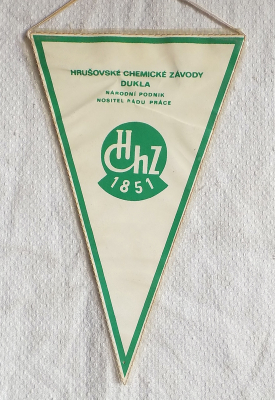 HRUŠOVSKÉ CHEMICKÉ ZÁVODY
DUKLA
NÁRODNÍ PODNIK
NOSITEL ŘÁDU PRÁCE
HChZ
1851